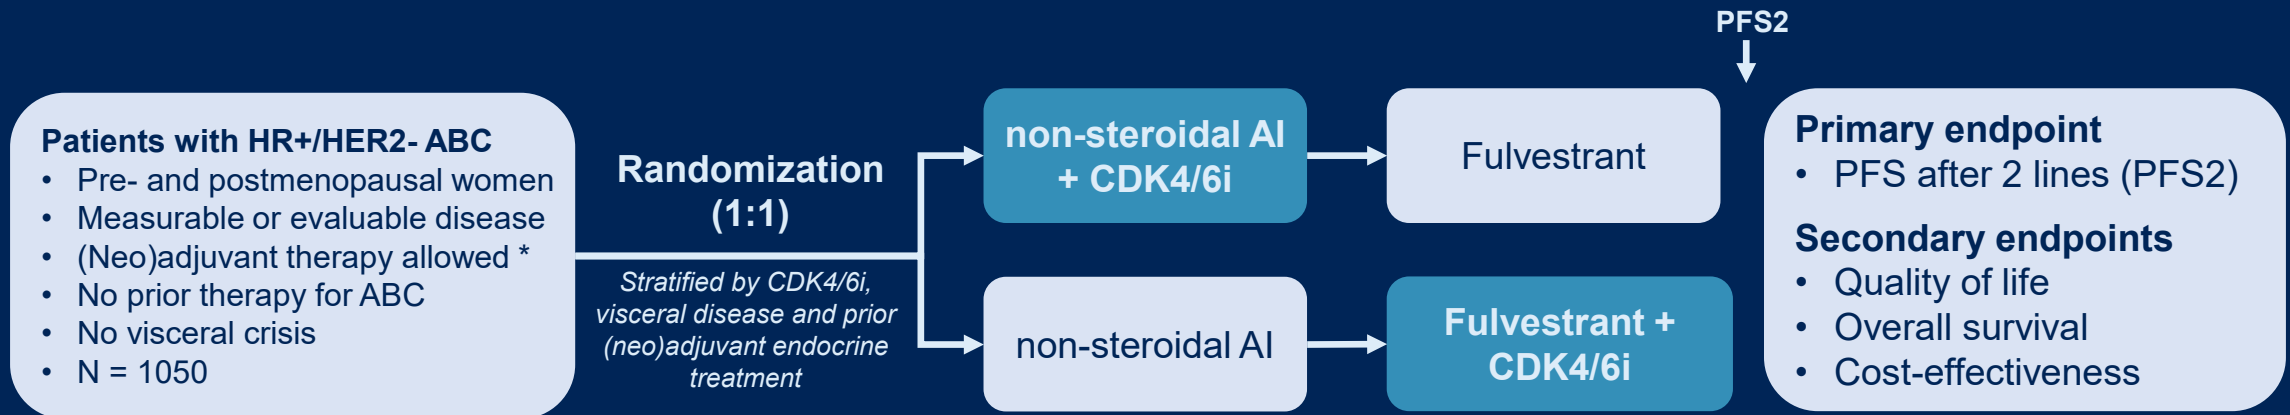 PFS2
Patients with HR+/HER2- ABC
• Pre- and postmenopausal women
• Measurable or evaluable disease
• (Neo)adjuvant therapy allowed *
• No prior therapy for ABC
• No visceral crisis
• N = 1050
Randomization
(1:1)
Stratified by CDK4/6i,
visceral disease and prior
(neo)adjuvant endocrine
treatment
non-steroidal AI
+ CDK4/6i
Fulvestrant
non-steroidal AI
Fulvestrant +
CDK4/6i
Primary endpoint
• PFS after 2 lines (PFS2)
Secondary endpoints
• Quality of life
• Overall survival
• Cost-effectiveness